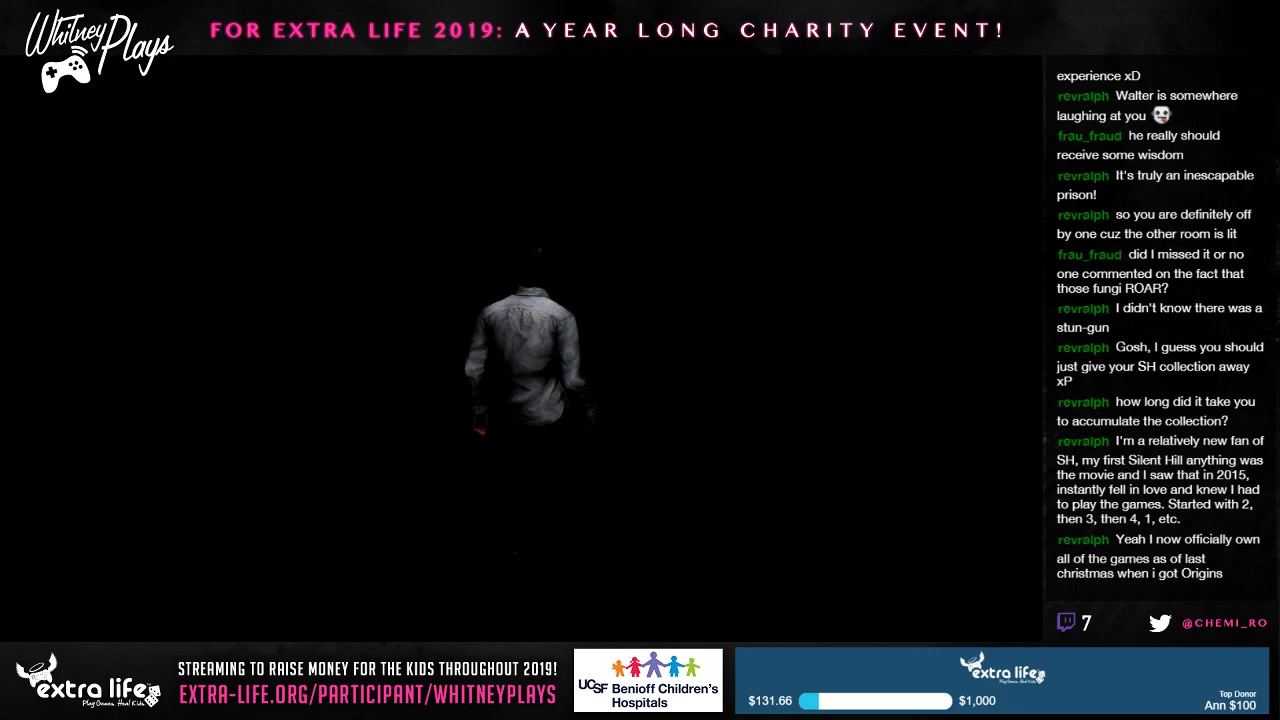 Whitney Plays
FOR EXTRA LIFE 2019: A YEAR LONG CHARITY EVENT!
experience xD
revralph Walter is somewhere
laughing at you
frau_fraud he really should
receive some wisdom
revralph It's truly an inescapable
prison!
revralph so you are definitely off
by one cuz the other room is lit
frau_fraud did I missed it or no
one commented on the fact that
those fungi ROAR?
revralph I didn't know there was a
stun-gun
revralph Gosh, I guess you should
just give your SH collection away
xP
revralph how long did it take you
to accumulate the collection?
revralph I'm a relatively new fan of
SH, my first Silent Hill anything was
the movie and I saw that in 2015,
instantly fell in love and knew I had
to play the games. Started with 2,
then 3, then 4, 1, etc.
revralph Yeah I now officially own
all of the games as of last
christmas when i got Origins
7
@CHEMI_RO
extra life
Play Games. Heal Kids.
STREAMING TO RAISE MONEY FOR THE KIDS THROUGHOUT 2019!
EXTRA-LIFE.ORG/PARTICIPANT/WHITNEYPLAYS
UCSF Benioff Children's
Hospitals
extra life
Play Games. Heal Kids.
$131.66
$1,000
Top Donor
Ann $100